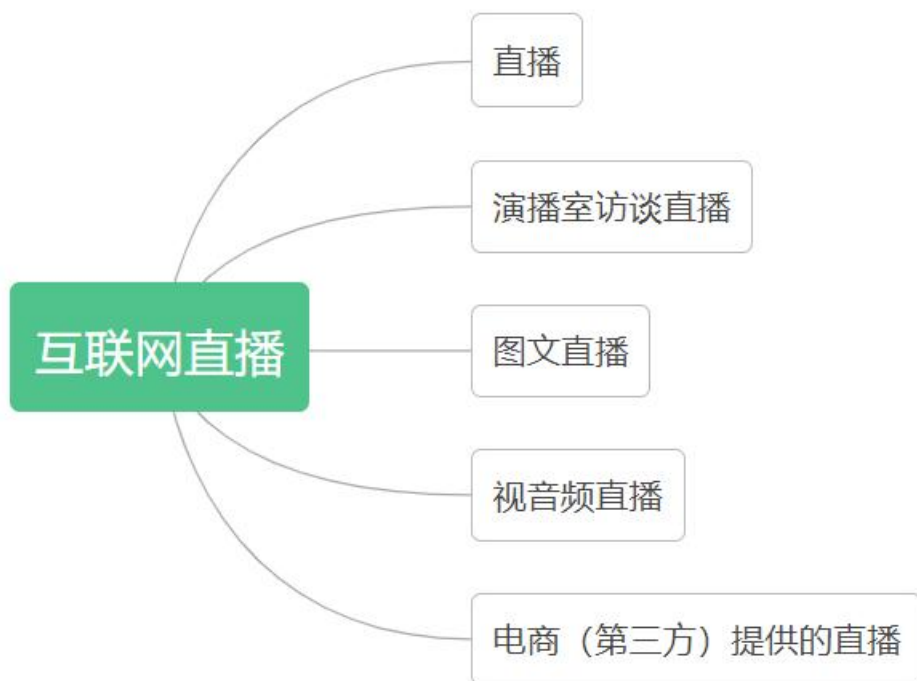 直播
演播室访谈直播
互联网直播
图文直播
视音频直播
电商（第三方）提供的直播